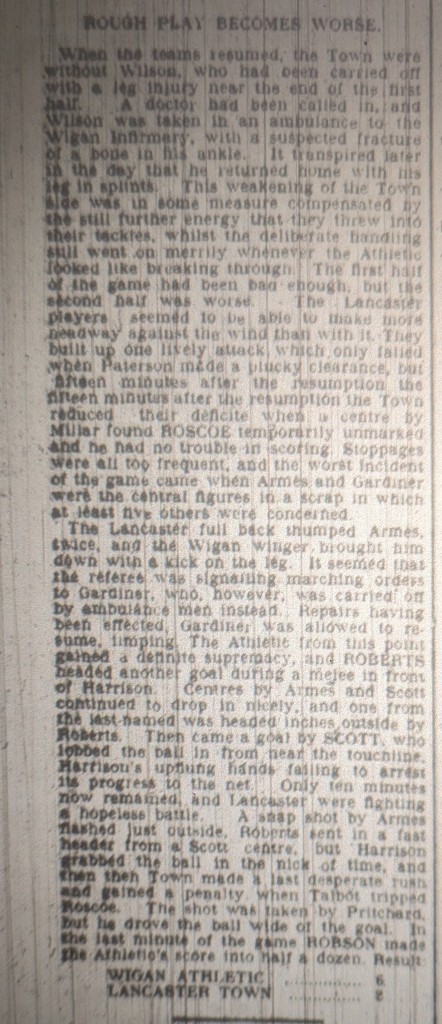 ROUGH PLAY BECOMES WORSE.
When the teams resumed, the Town were
without Wilson, who had been carried off
with a leg injury near the end of the first
half. A doctor had been called in, and
Wilson was taken in an ambulance to the
Wigan Infirmary, with a suspected fracture
of a bone in his ankle. It transpired later
in the day that he returned home with his
leg in splints. This weakening of the Town
side was in some measure compensated by
the still further energy that they threw into
their tackles, whilst the deliberate handling
still went on merrily whenever the Athletic
looked like breaking through. The first half
of the game had been bad enough, but the
second half was worse. The Lancaster
players seemed to be able to make more
headway against the wind than with it. They
built up one lively attack which only failed
when Paterson made a plucky clearance, but
fifteen minutes after the resumption the
fifteen minutes after the resumption the Town
reduced their deficite when a centre by
Millar found ROSCOE temporarily unmarked
and he had no trouble in scoring. Stoppages
were all too frequent, and the worst incident
of the game came when Armes and Gardiner
were the central figures in a scrap in which
at least five others were concerned.
The Lancaster full back thumped Armes,
twice, and the Wigan winger brought him
down with a kick on the leg. It seemed that
the referee was signalling marching orders
to Gardiner, who, however, was carried off
by ambulance men instead. Repairs having
been effected, Gardiner was allowed to re-
sume, limping. The Athletic from this point
gained a definite supremacy, and ROBERTS
headed another goal during a melee in front
of Harrison. Centres by Armes and Scott
continued to drop in nicely, and one from
the last-named was headed inches outside by
Roberts. Then came a goal by SCOTT, who
lobbed the ball in from near the touchline,
Harrison's upflung hands failing to arrest
its progress to the net. Only ten minutes
now remained, and Lancaster were fighting
a hopeless battle. A snap shot by Armes
flashed just outside, Roberts sent in a fast
header from a Scott centre, but Harrison
grabbed the ball in the nick of time, and
then theh Town made a last desperate rush
and gained a penalty when Talbot tripped
Roscoe. The shot was taken by Pritchard,
but he drove the ball wide of the goal. In
the last minute of the game ROBSON made
the Athletic's score into half a dozen. Result:
WIGAN ATHLETIC ............ 6
LANCASTER TOWN ............ 2